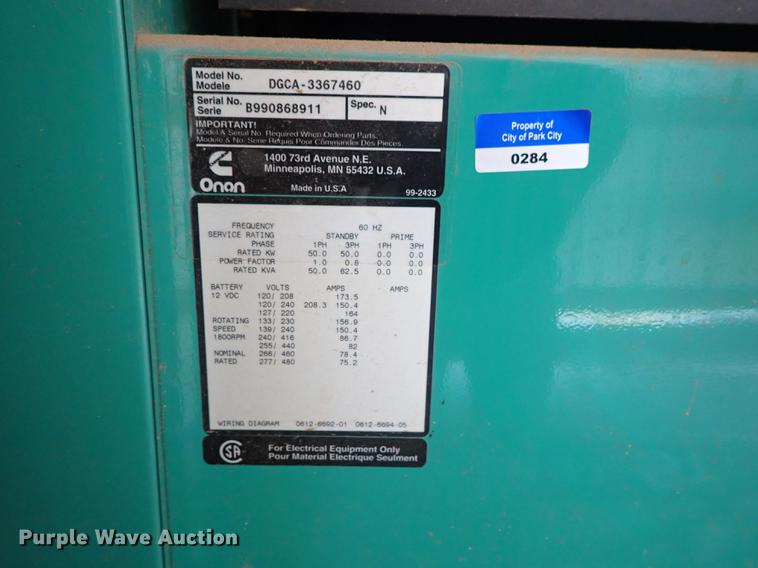 Model No.
Modele
DGCA-3367460
Serial No.
Serie
B990868911
Spec.
N
IMPORTANT!
Model & Serial No. Required When Ordering Parts.
Modele & No. Serie Requis Pour Commander Des Pieces.
1400 73rd Avenue N.E.
Minneapolis, MN 55432 U.S.A.
Onan
Made in U.S.A
99-2433
Property of
City of Park City
0284
FREQUENCY 60 HZ
SERVICE RATING STANDBY PRIME
PHASE 1PH 3PH 1PH 3PH
RATED KW 50.0 50.0 0.0 0.0
POWER FACTOR 1.0 0.8 0.0 0.0
RATED KVA 50.0 62.5 0.0 0.0
BATTERY VOLTS AMPS AMPS
12 VDC 120/ 208 173.5
120/ 240 208.3 150.4
127/ 220 164
ROTATING 133/ 230 156.9
SPEED 139/ 240 150.4
1800RPM 240/ 416 86.7
255/ 440 82
NOMINAL 266/ 460 78.4
RATED 277/ 480 75.2
WIRING DIAGRAM 0612-6692-01 0612-6694-05
CSA
For Electrical Equipment Only
Pour Material Electrique Seulment
Purple Wave Auction